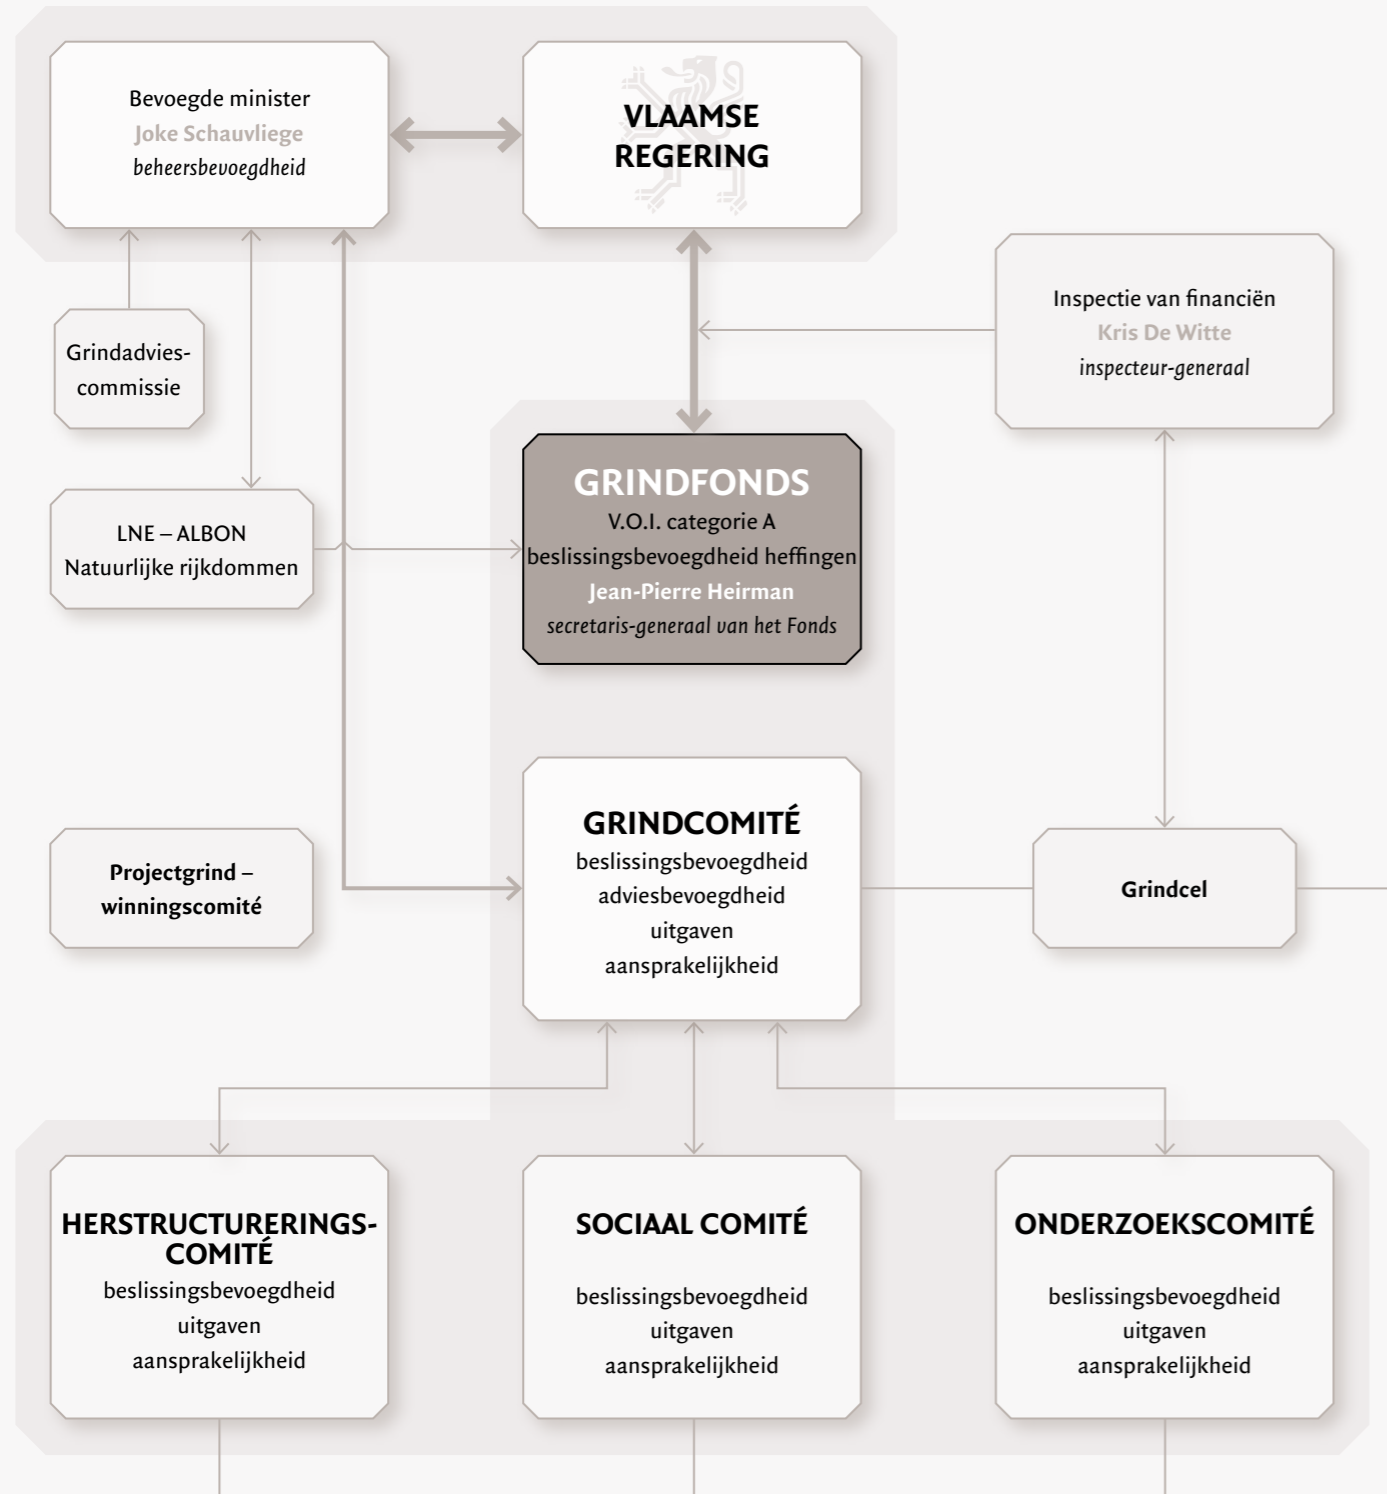 Bevoegde minister
Joke Schauvliege
beheersbevoegdheid
VLAAMSE
REGERING
Inspectie van financiën
Kris De Witte
inspecteur-generaal
Grindadvies-
commissie
GRINDFONDS
V.O.I. categorie A
beslissingsbevoegdheid heffingen
Jean-Pierre Heirman
secretaris-generaal van het Fonds
LNE – ALBON
Natuurlijke rijkdommen
Projectgrind –
winningscomité
GRINDCOMITÉ
beslissingsbevoegdheid
adviesbevoegdheid
uitgaven
aansprakelijkheid
Grindcel
HERSTRUCTURERINGS-
COMITÉ
beslissingsbevoegdheid
uitgaven
aansprakelijkheid
SOCIAAL COMITÉ
beslissingsbevoegdheid
uitgaven
aansprakelijkheid
ONDERZOEKSCOMITÉ
beslissingsbevoegdheid
uitgaven
aansprakelijkheid